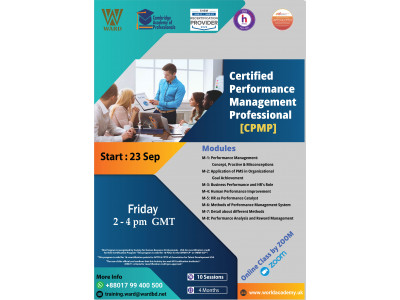 WARD
Cambridge
Academy of
Professionals
RECERTIFICATION
PROVIDER
h
Certified
Performance
Management
Professional
[CPMP]
Start : 23 Sep
Modules
M-1: Performance Management
Concept, Practice & Misconceptions
M-2: Application of PMS in Organizational
Goal Achievement
M-3: Business Performance and HR's Role
M-4: Human Performance Improvement
M-5: HR as Performance Catalyst
M-6: Methods of Performance Management System
M-7: Detail about Different Methods
M-8: Performance Analysis and Reward Management
Friday
2 - 4 pm GMT
Online Class by ZOOM
ZOOM
More Info
+88017 99 400 500
training.ward@wardbd.net
10 Sessions
4 Months
www.worldacademy.uk